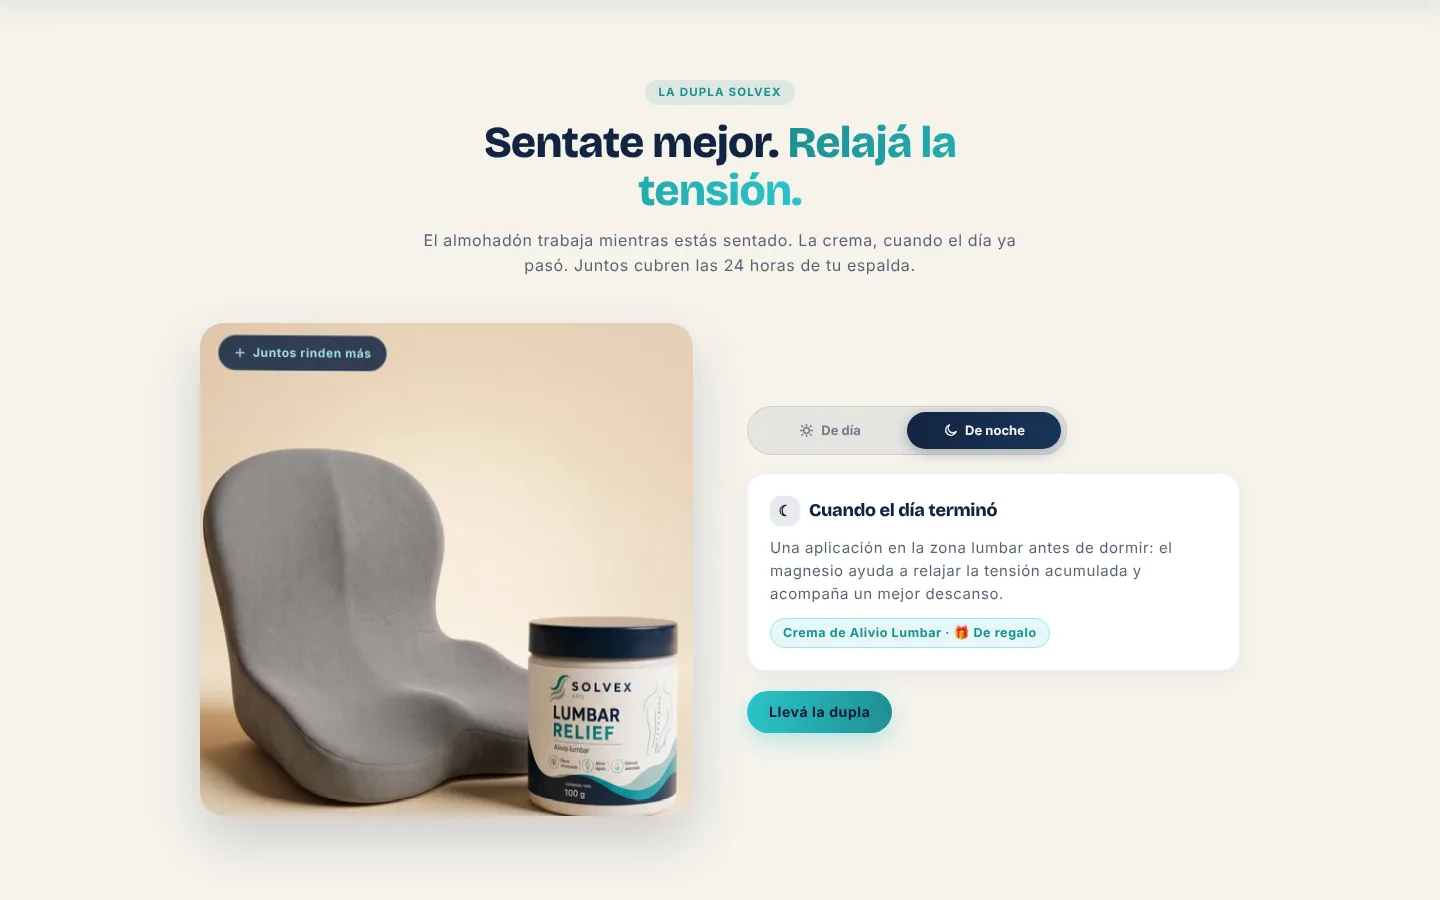 LA DUPLA SOLVEX
Sentate mejor. Relajá la
tensión.
El almohadón trabaja mientras estás sentado. La crema, cuando el día ya
pasó. Juntos cubren las 24 horas de tu espalda.
+ Juntos rinden más
SOLVEX
LUMBAR
RELIEF
Alivio lumbar
100 g
De día
De noche
Cuando el día terminó
Una aplicación en la zona lumbar antes de dormir: el
magnesio ayuda a relajar la tensión acumulada y
acompaña un mejor descanso.
Crema de Alivio Lumbar · 🎁 De regalo
Llevá la dupla